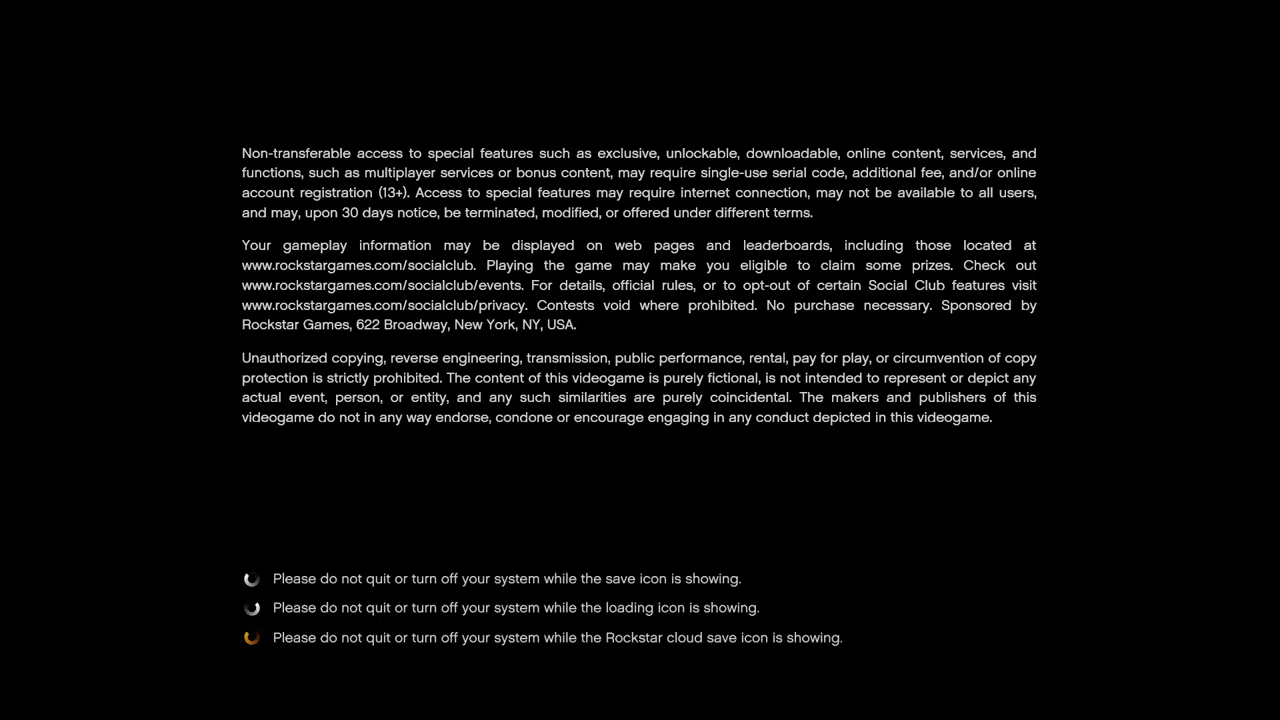 Non-transferable access to special features such as exclusive, unlockable, downloadable, online content, services, and
functions, such as multiplayer services or bonus content, may require single-use serial code, additional fee, and/or online
account registration (13+). Access to special features may require internet connection, may not be available to all users,
and may, upon 30 days notice, be terminated, modified, or offered under different terms.
Your gameplay information may be displayed on web pages and leaderboards, including those located at
www.rockstargames.com/socialclub. Playing the game may make you eligible to claim some prizes. Check out
www.rockstargames.com/socialclub/events. For details, official rules, or to opt-out of certain Social Club features visit
www.rockstargames.com/socialclub/privacy. Contests void where prohibited. No purchase necessary. Sponsored by
Rockstar Games, 622 Broadway, New York, NY, USA.
Unauthorized copying, reverse engineering, transmission, public performance, rental, pay for play, or circumvention of copy
protection is strictly prohibited. The content of this videogame is purely fictional, is not intended to represent or depict any
actual event, person, or entity, and any such similarities are purely coincidental. The makers and publishers of this
videogame do not in any way endorse, condone or encourage engaging in any conduct depicted in this videogame.
Please do not quit or turn off your system while the save icon is showing.
Please do not quit or turn off your system while the loading icon is showing.
Please do not quit or turn off your system while the Rockstar cloud save icon is showing.